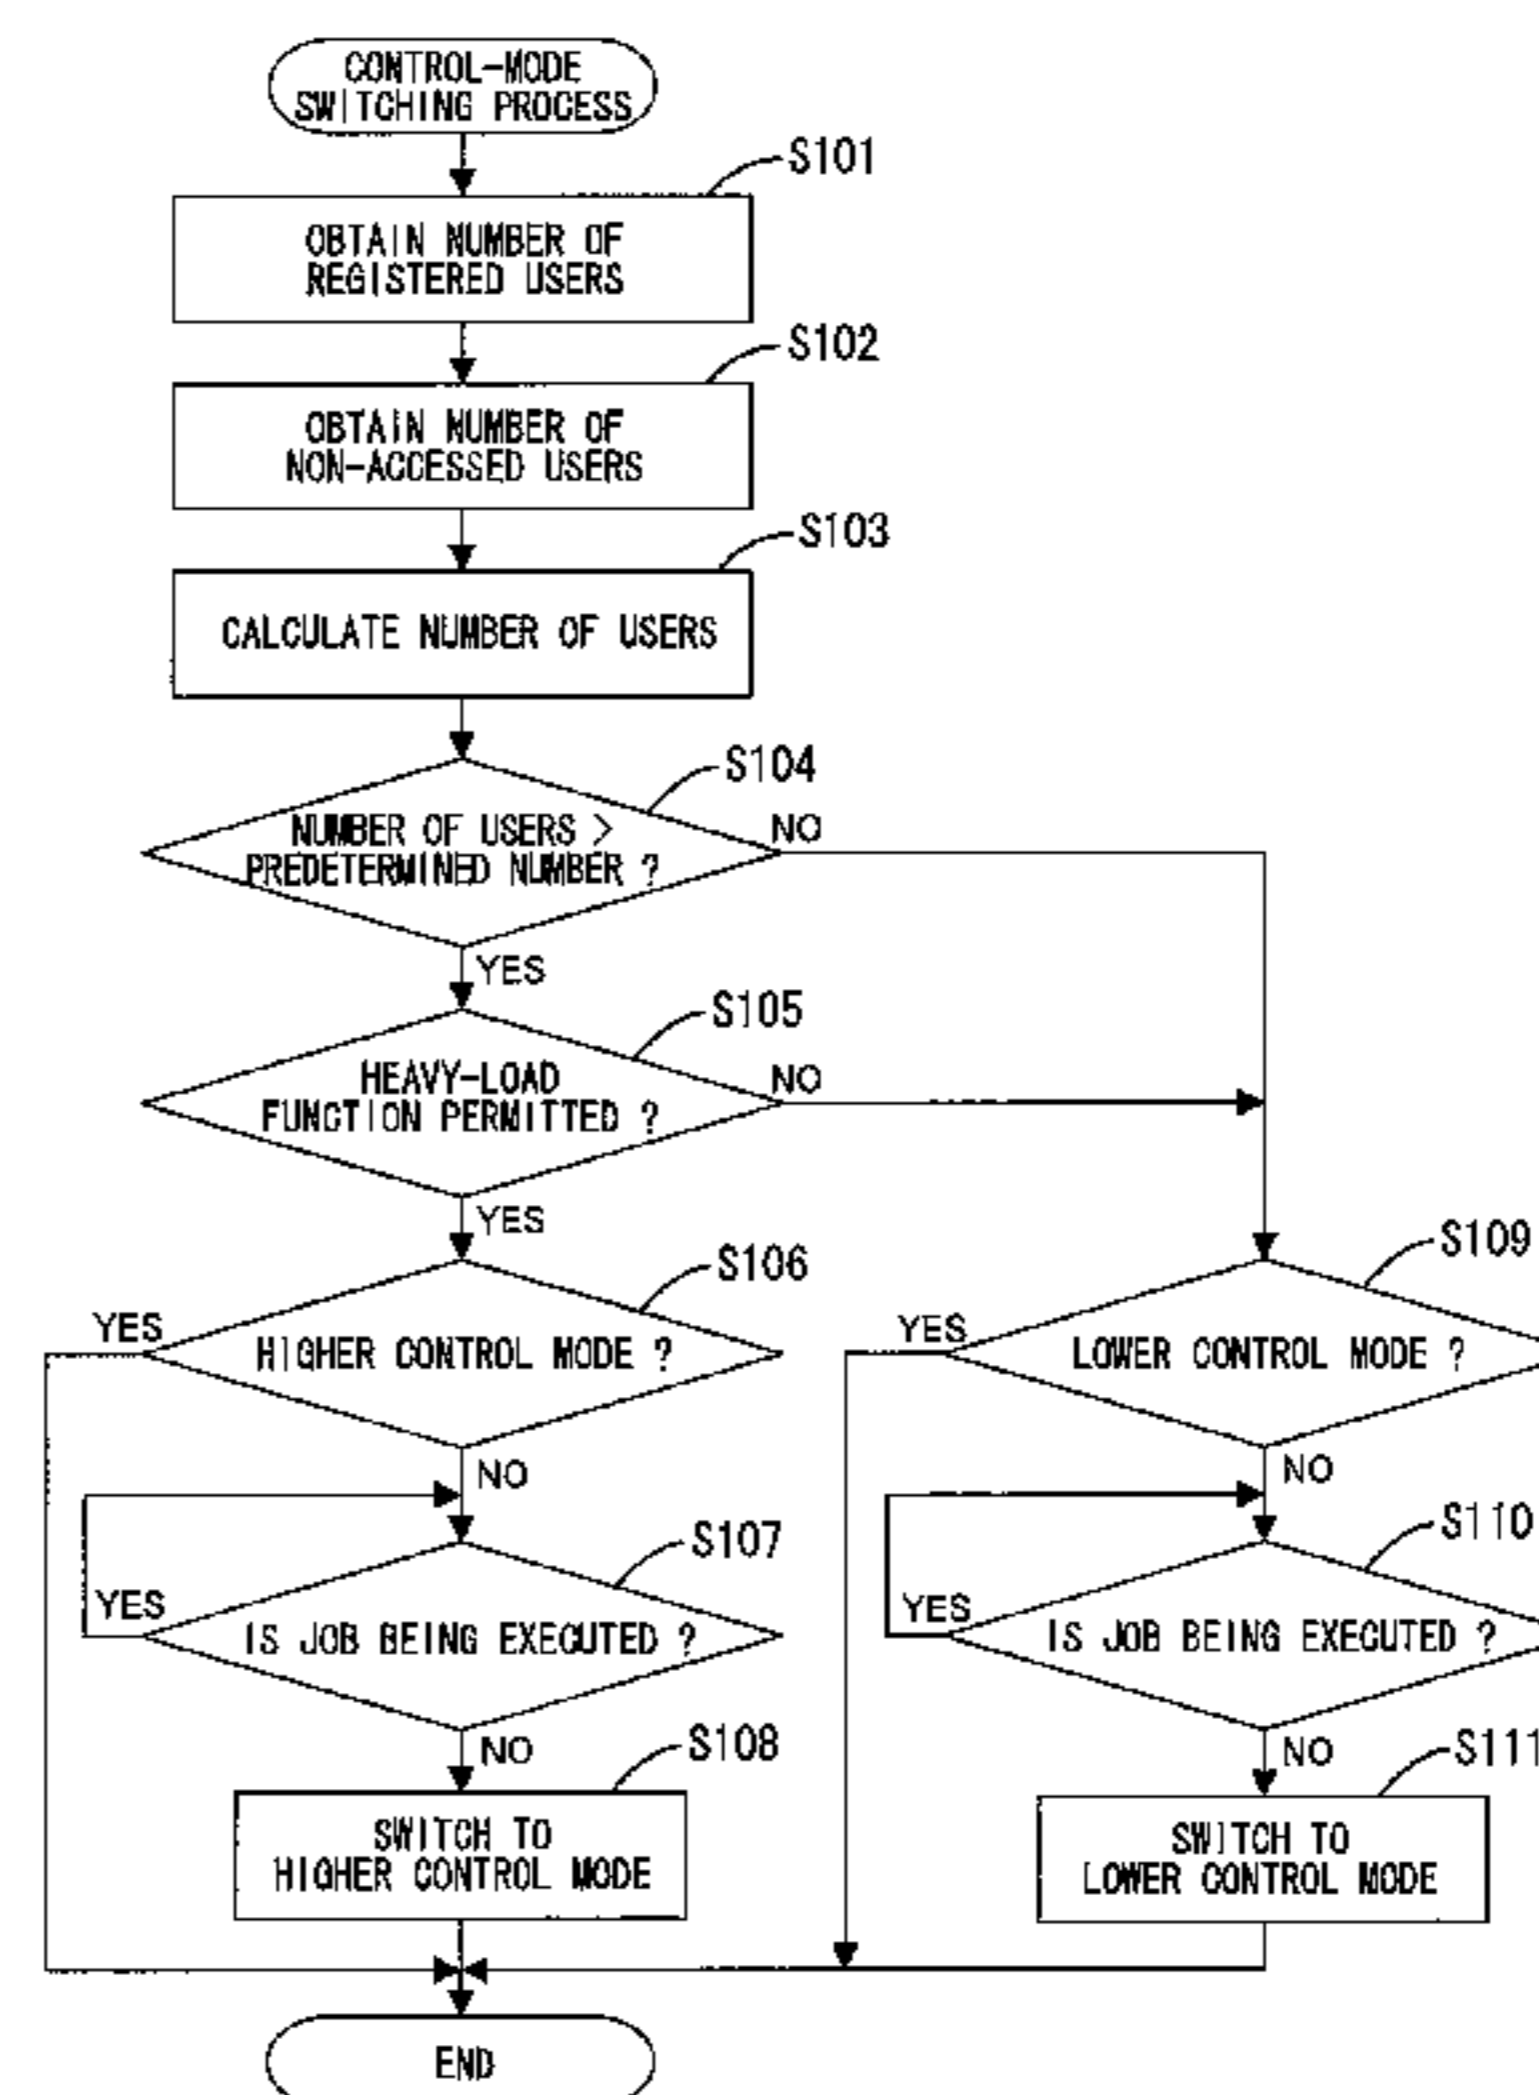 CONTROL-MODE
SWITCHING PROCESS
S101
OBTAIN NUMBER OF
REGISTERED USERS
S102
OBTAIN NUMBER OF
NON-ACCESSED USERS
S103
CALCULATE NUMBER OF USERS
S104
NUMBER OF USERS >
PREDETERMINED NUMBER ?
NO
YES
S105
HEAVY-LOAD
FUNCTION PERMITTED ?
NO
YES
S106
YES
HIGHER CONTROL MODE ?
NO
S107
YES
IS JOB BEING EXECUTED ?
NO
S108
SWITCH TO
HIGHER CONTROL MODE
S109
YES
LOWER CONTROL MODE ?
NO
S110
YES
IS JOB BEING EXECUTED ?
NO
S111
SWITCH TO
LOWER CONTROL MODE
END